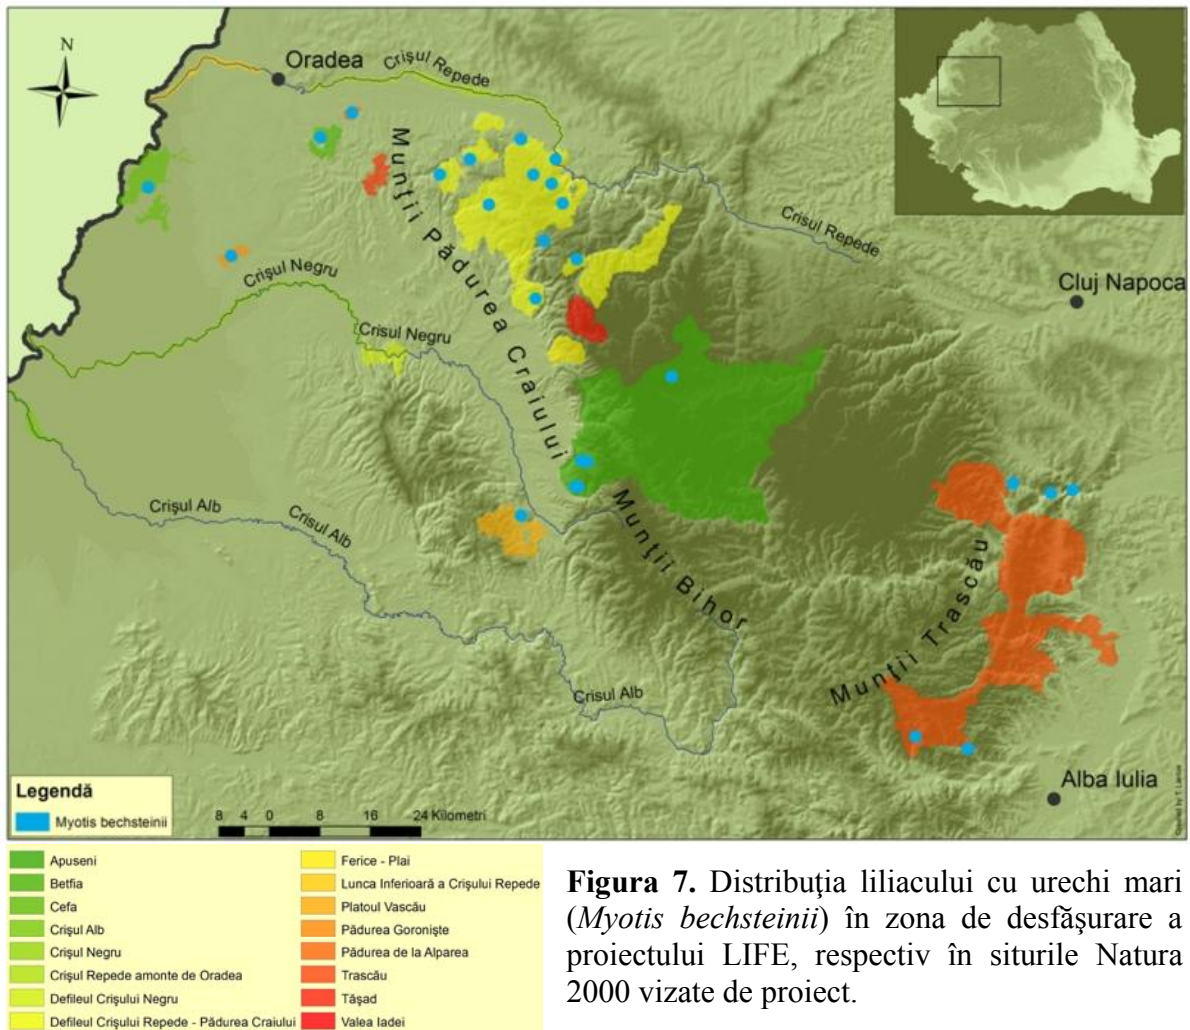 N
Oradea
Crişul Repede
Munţii Pădurea Craiului
Crisul Repede
Cluj Napoca
Crişul Negru
Crisul Negru
Crişul Alb
Crisul Alb
Munţii Bihor
Munţii Trascău
Crisul Alb
Alba Iulia
Legendă
Myotis bechsteinii
8 4 0 8 16 24 Kilometri
Apuseni
Betfia
Cefa
Crişul Alb
Crişul Negru
Crişul Repede amonte de Oradea
Defileul Crişului Negru
Defileul Crişului Repede - Pădurea Craiului
Ferice - Plai
Lunca Inferioară a Crişului Repede
Platoul Vascău
Pădurea Goronişte
Pădurea de la Alparea
Trascău
Tăşad
Valea Iadei
Figura 7. Distribuţia liliacului cu urechi mari
(Myotis bechsteinii) în zona de desfăşurare a
proiectului LIFE, respectiv în siturile Natura
2000 vizate de proiect.